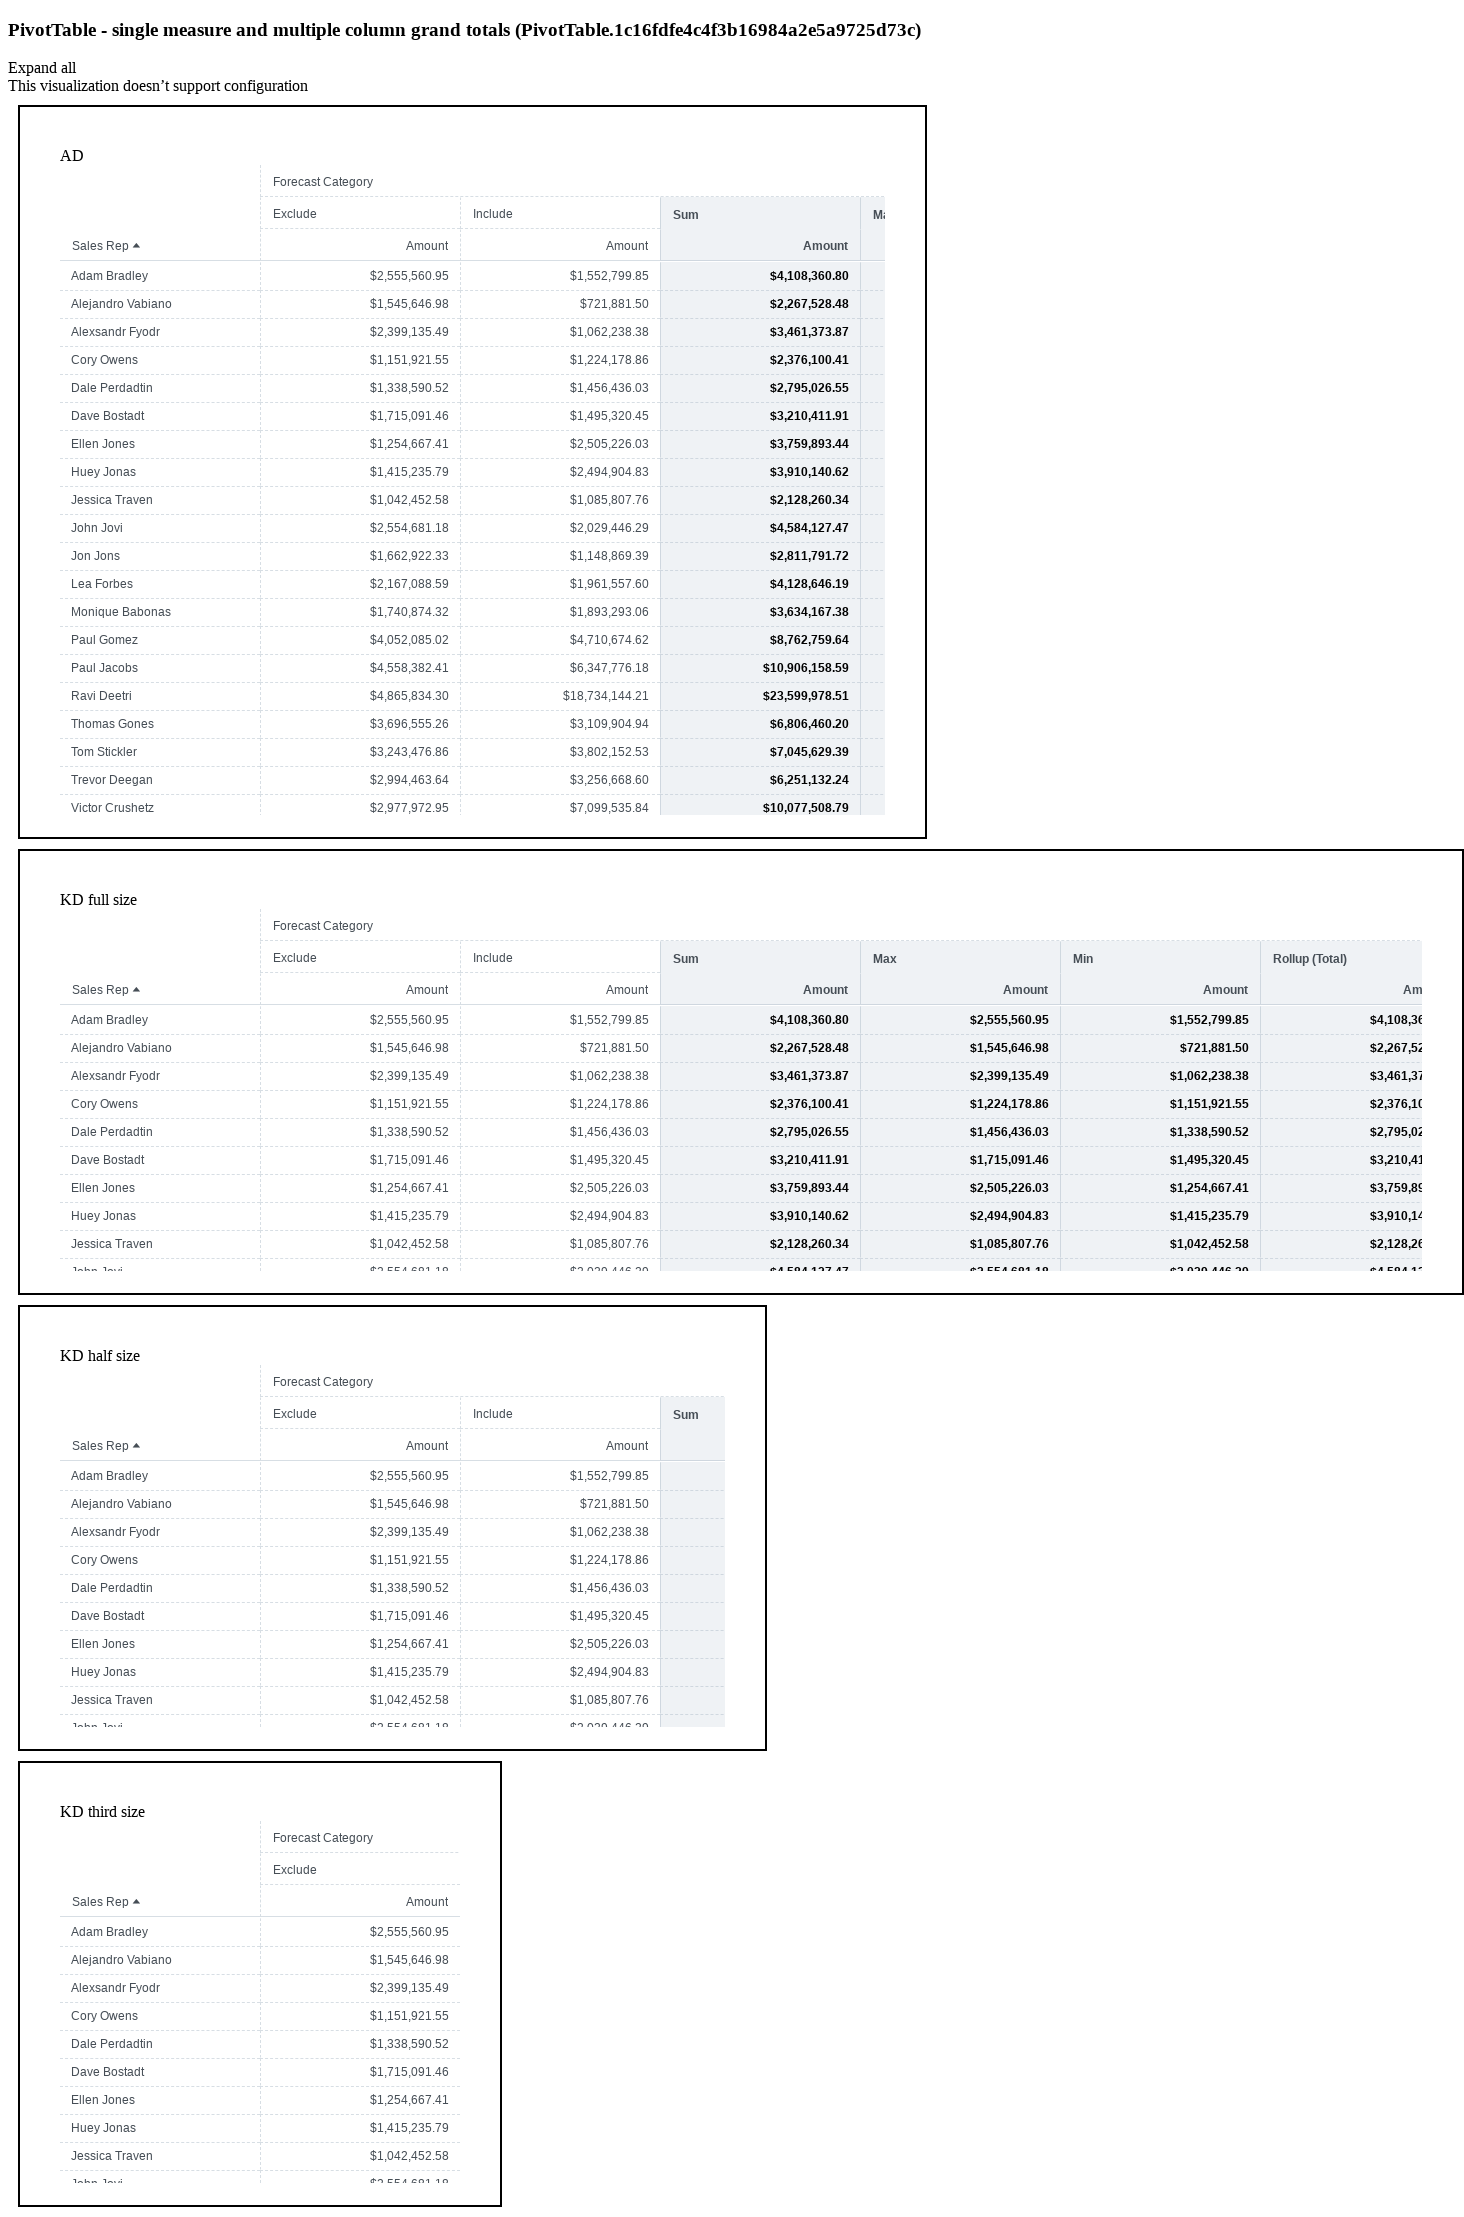 PivotTable - single measure and multiple column grand totals (PivotTable.1c16fdfe4c4f3b16984a2e5a9725d73c)
Expand all
This visualization doesn’t support configuration
AD
Forecast Category
Exclude Include Sum Ma
Sales Rep Amount Amount Amount
Adam Bradley $2,555,560.95 $1,552,799.85 $4,108,360.80
Alejandro Vabiano $1,545,646.98 $721,881.50 $2,267,528.48
Alexsandr Fyodr $2,399,135.49 $1,062,238.38 $3,461,373.87
Cory Owens $1,151,921.55 $1,224,178.86 $2,376,100.41
Dale Perdadtin $1,338,590.52 $1,456,436.03 $2,795,026.55
Dave Bostadt $1,715,091.46 $1,495,320.45 $3,210,411.91
Ellen Jones $1,254,667.41 $2,505,226.03 $3,759,893.44
Huey Jonas $1,415,235.79 $2,494,904.83 $3,910,140.62
Jessica Traven $1,042,452.58 $1,085,807.76 $2,128,260.34
John Jovi $2,554,681.18 $2,029,446.29 $4,584,127.47
Jon Jons $1,662,922.33 $1,148,869.39 $2,811,791.72
Lea Forbes $2,167,088.59 $1,961,557.60 $4,128,646.19
Monique Babonas $1,740,874.32 $1,893,293.06 $3,634,167.38
Paul Gomez $4,052,085.02 $4,710,674.62 $8,762,759.64
Paul Jacobs $4,558,382.41 $6,347,776.18 $10,906,158.59
Ravi Deetri $4,865,834.30 $18,734,144.21 $23,599,978.51
Thomas Gones $3,696,555.26 $3,109,904.94 $6,806,460.20
Tom Stickler $3,243,476.86 $3,802,152.53 $7,045,629.39
Trevor Deegan $2,994,463.64 $3,256,668.60 $6,251,132.24
Victor Crushetz $2,977,972.95 $7,099,535.84 $10,077,508.79
KD full size
Forecast Category
Exclude Include Sum Max Min Rollup (Total)
Sales Rep Amount Amount Amount Amount Amount Am
Adam Bradley $2,555,560.95 $1,552,799.85 $4,108,360.80 $2,555,560.95 $1,552,799.85 $4,108,36
Alejandro Vabiano $1,545,646.98 $721,881.50 $2,267,528.48 $1,545,646.98 $721,881.50 $2,267,52
Alexsandr Fyodr $2,399,135.49 $1,062,238.38 $3,461,373.87 $2,399,135.49 $1,062,238.38 $3,461,37
Cory Owens $1,151,921.55 $1,224,178.86 $2,376,100.41 $1,224,178.86 $1,151,921.55 $2,376,10
Dale Perdadtin $1,338,590.52 $1,456,436.03 $2,795,026.55 $1,456,436.03 $1,338,590.52 $2,795,02
Dave Bostadt $1,715,091.46 $1,495,320.45 $3,210,411.91 $1,715,091.46 $1,495,320.45 $3,210,41
Ellen Jones $1,254,667.41 $2,505,226.03 $3,759,893.44 $2,505,226.03 $1,254,667.41 $3,759,89
Huey Jonas $1,415,235.79 $2,494,904.83 $3,910,140.62 $2,494,904.83 $1,415,235.79 $3,910,14
Jessica Traven $1,042,452.58 $1,085,807.76 $2,128,260.34 $1,085,807.76 $1,042,452.58 $2,128,26
KD half size
Forecast Category
Exclude Include Sum
Sales Rep Amount Amount
Adam Bradley $2,555,560.95 $1,552,799.85
Alejandro Vabiano $1,545,646.98 $721,881.50
Alexsandr Fyodr $2,399,135.49 $1,062,238.38
Cory Owens $1,151,921.55 $1,224,178.86
Dale Perdadtin $1,338,590.52 $1,456,436.03
Dave Bostadt $1,715,091.46 $1,495,320.45
Ellen Jones $1,254,667.41 $2,505,226.03
Huey Jonas $1,415,235.79 $2,494,904.83
Jessica Traven $1,042,452.58 $1,085,807.76
KD third size
Forecast Category
Exclude
Sales Rep Amount
Adam Bradley $2,555,560.95
Alejandro Vabiano $1,545,646.98
Alexsandr Fyodr $2,399,135.49
Cory Owens $1,151,921.55
Dale Perdadtin $1,338,590.52
Dave Bostadt $1,715,091.46
Ellen Jones $1,254,667.41
Huey Jonas $1,415,235.79
Jessica Traven $1,042,452.58